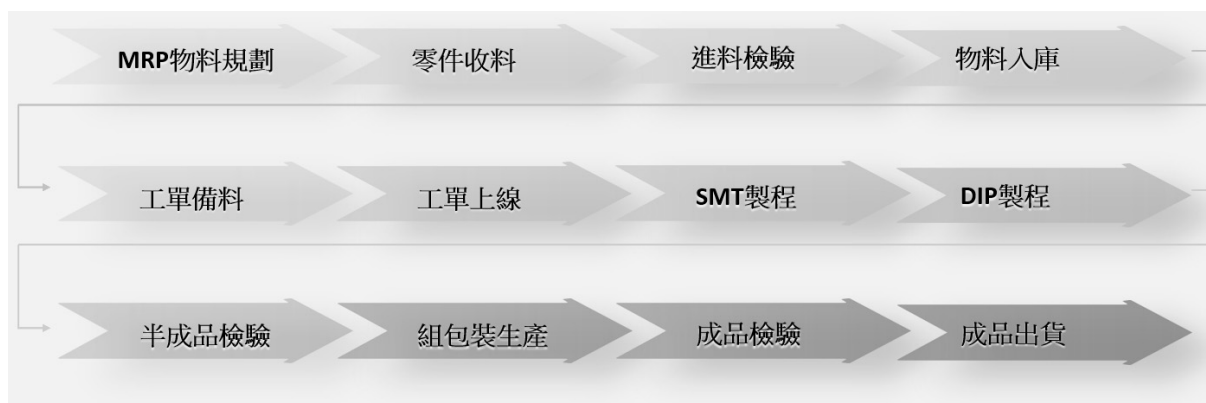 MRP物料規劃
零件收料
進料檢驗
物料入庫
工單備料
工單上線
SMT製程
DIP製程
半成品檢驗
組包裝生產
成品檢驗
成品出貨